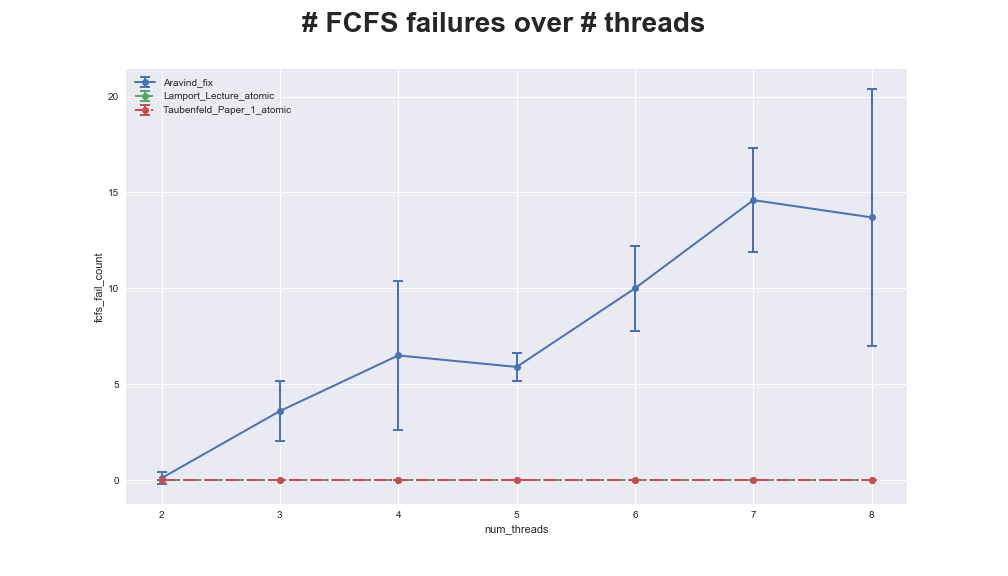 # FCFS failures over # threads
Aravind_fix
Lamport_Lecture_atomic
Taubenfeld_Paper_1_atomic
20
15
10
5
0
fcfs_fail_count
2 3 4 5 6 7 8
num_threads